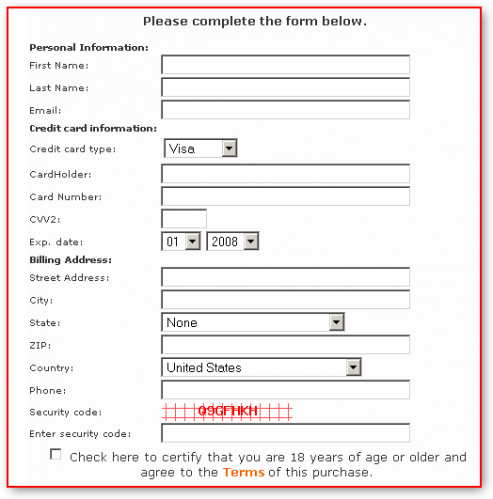 Please complete the form below.
Personal Information:
First Name:
Last Name:
Email:
Credit card information:
Credit card type: Visa
CardHolder:
Card Number:
CVV2:
Exp. date: 01 2008
Billing Address:
Street Address:
City:
State: None
ZIP:
Country: United States
Phone:
Security code: Q9GFHKH
Enter security code:
Check here to certify that you are 18 years of age or older and
agree to the Terms of this purchase.